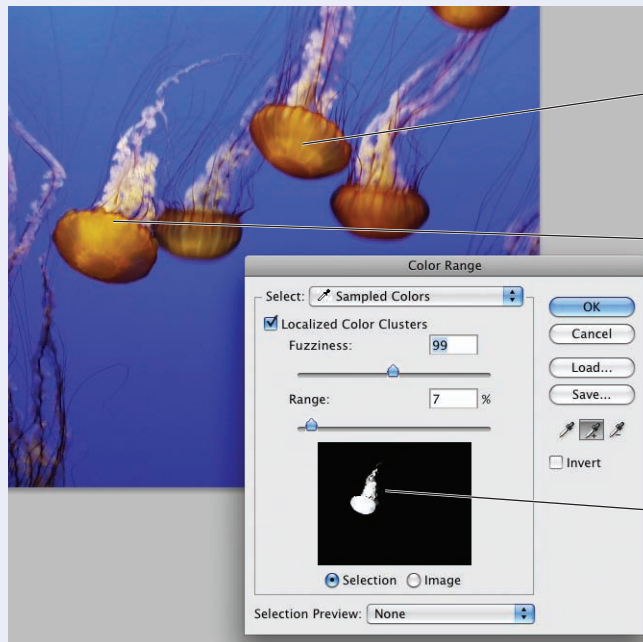 Color Range
Select: Sampled Colors
OK
Localized Color Clusters
Cancel
Fuzziness: 99
Load...
Range: 7 %
Save...
Invert
Selection Image
Selection Preview: None